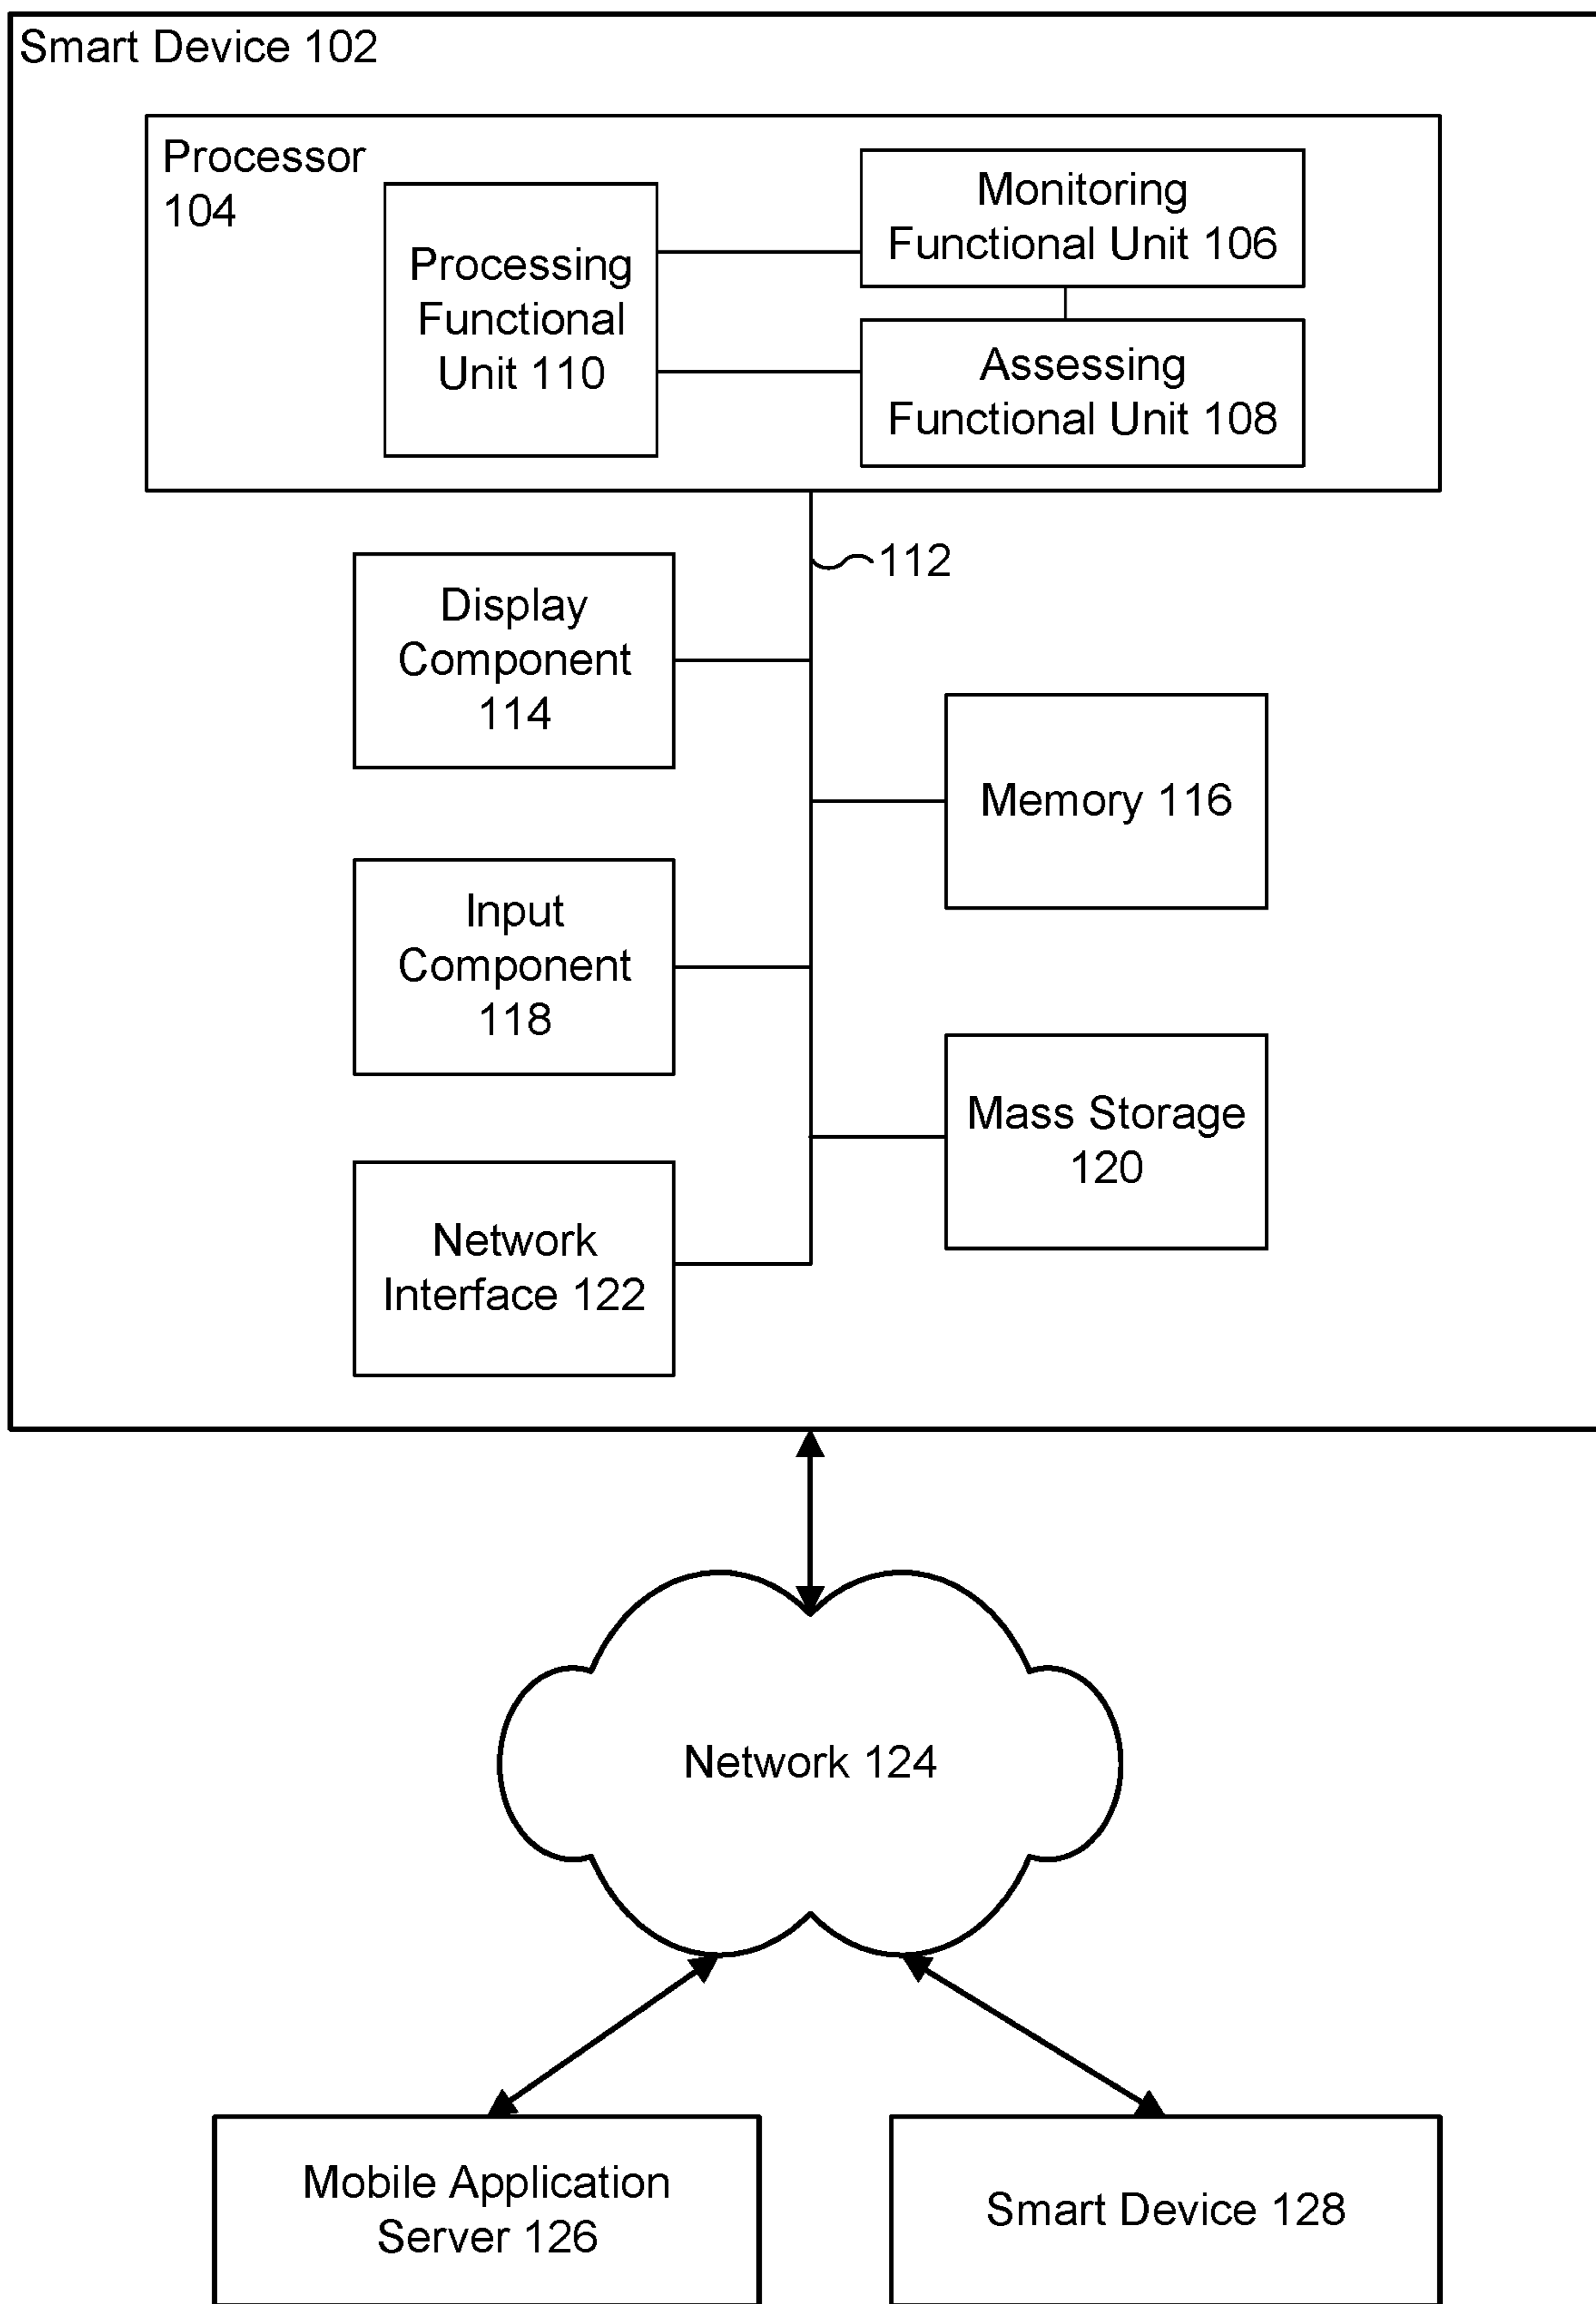 Smart Device 102
Processor
104
Processing
Functional
Unit 110
Monitoring
Functional Unit 106
Assessing
Functional Unit 108
112
Display
Component
114
Memory 116
Input
Component
118
Mass Storage
120
Network
Interface 122
Network 124
Mobile Application
Server 126
Smart Device 128